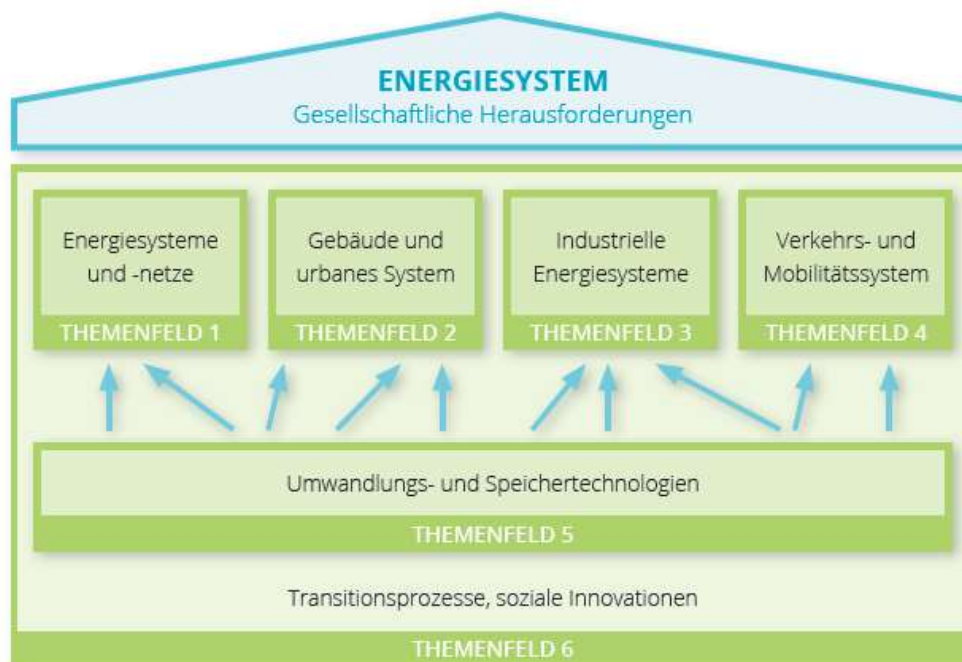 ENERGIESYSTEM
Gesellschaftliche Herausforderungen
Energiesysteme
und -netze
THEMENFELD 1
Gebäude und
urbanes System
THEMENFELD 2
Industrielle
Energiesysteme
THEMENFELD 3
Verkehrs- und
Mobilitätssystem
THEMENFELD 4
Umwandlungs- und Speichertechnologien
THEMENFELD 5
Transitionsprozesse, soziale Innovationen
THEMENFELD 6